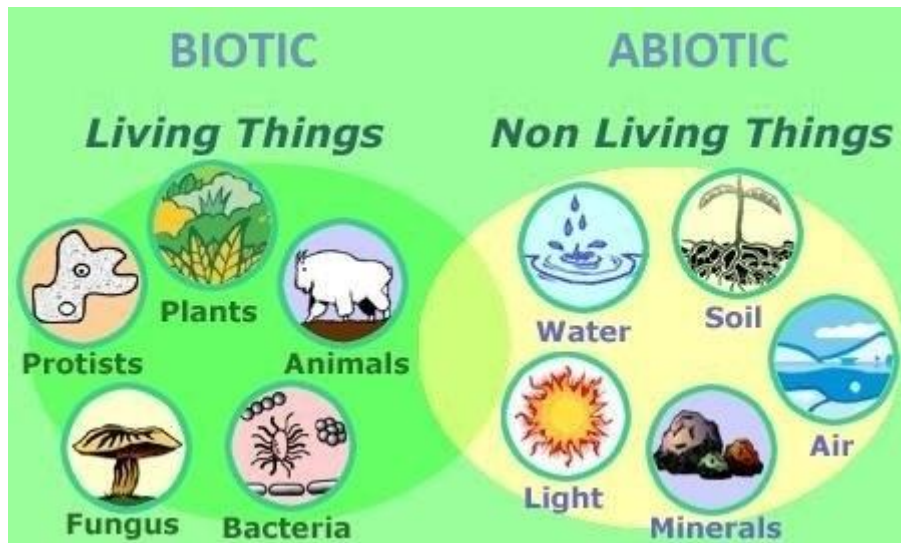 BIOTIC
ABIOTIC
Living Things
Non Living Things
Plants
Protists
Animals
Fungus
Bacteria
Water
Soil
Air
Light
Minerals